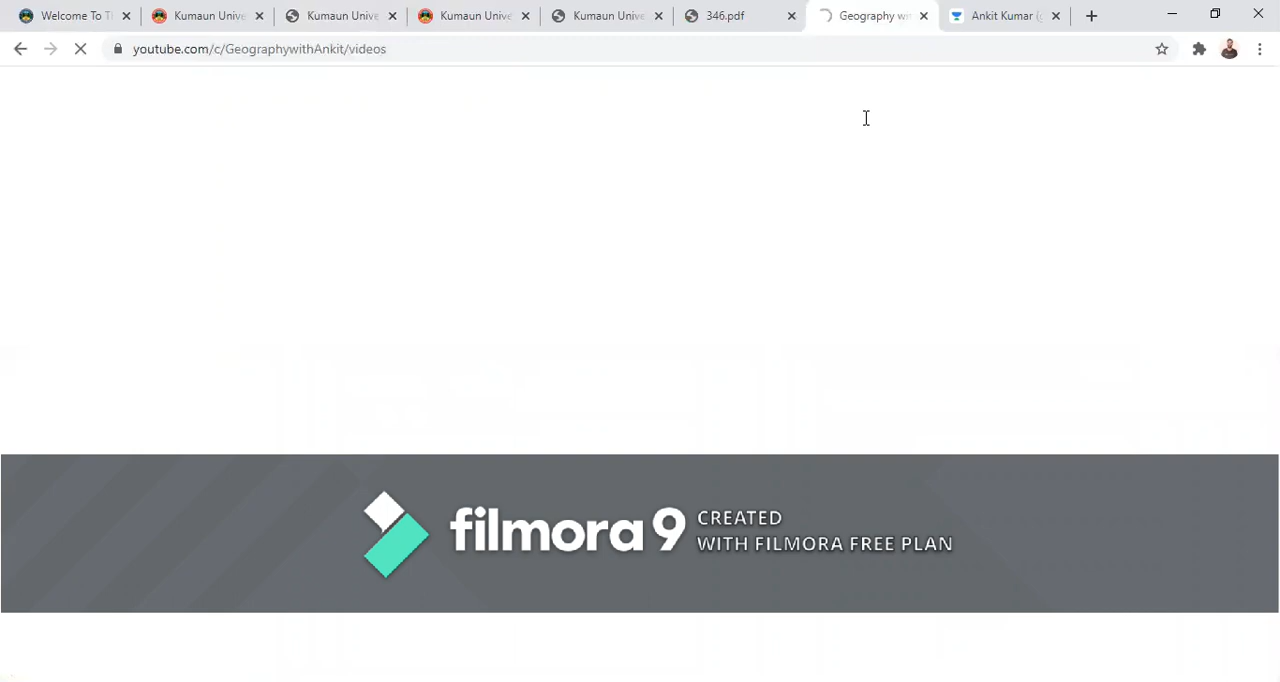 Welcome To T
Kumaun Unive
Kumaun Unive
Kumaun Unive
Kumaun Unive
346.pdf
Geography wi
Ankit Kumar (
youtube.com/c/GeographywithAnkit/videos
filmora 9
CREATED
WITH FILMORA FREE PLAN